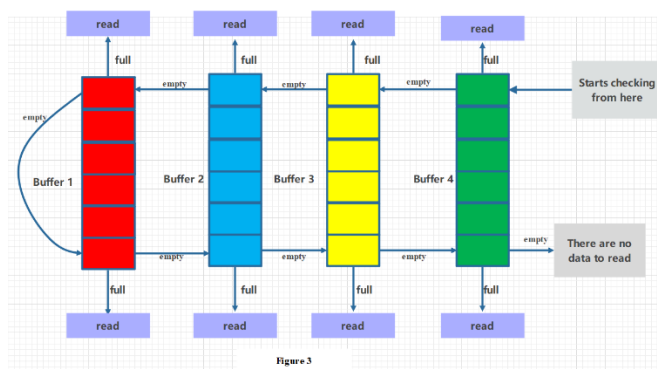 read
read
read
read
full
full
full
full
empty
empty
empty
Starts checking
from here
empty
Buffer 1
Buffer 2
Buffer 3
Buffer 4
empty
empty
empty
empty
There are no
data to read
full
full
full
full
read
read
read
read
Figure 3